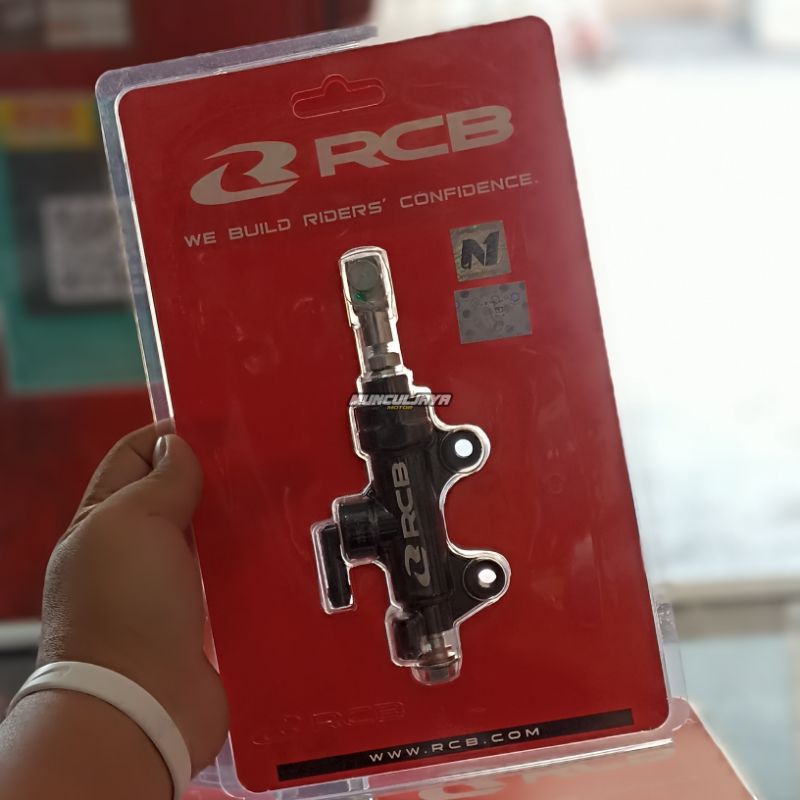 RCB
WE BUILD RIDERS' CONFIDENCE.
N
MUNCULJAYA
MOTOR
RCB
RCB
WWW.RCB.COM